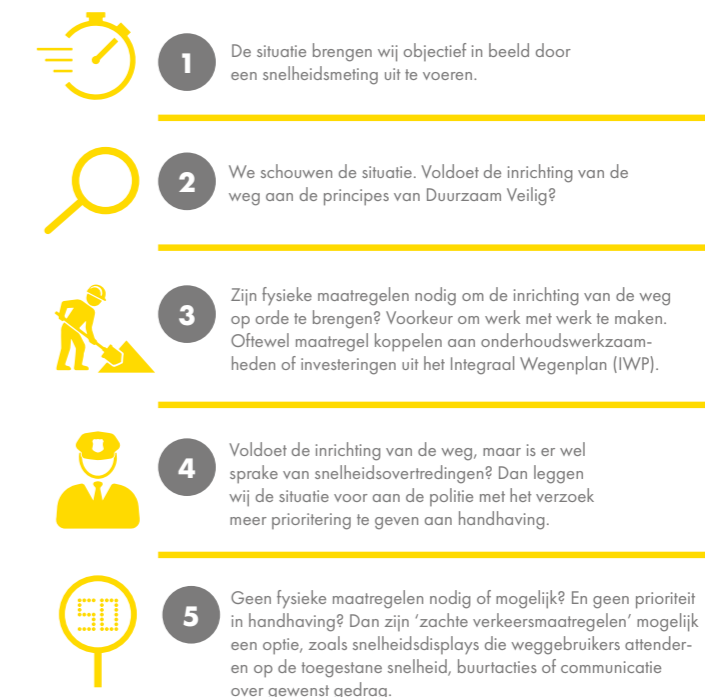 1
De situatie brengen wij objectief in beeld door
een snelheidsmeting uit te voeren.
2
We schouwen de situatie. Voldoet de inrichting van de
weg aan de principes van Duurzaam Veilig?
3
Zijn fysieke maatregelen nodig om de inrichting van de weg
op orde te brengen? Voorkeur om werk met werk te maken.
Oftewel maatregel koppelen aan onderhoudswerkzaam-
heden of investeringen uit het Integraal Wegenplan (IWP).
4
Voldoet de inrichting van de weg, maar is er wel
sprake van snelheidsovertredingen? Dan leggen
wij de situatie voor aan de politie met het verzoek
meer prioritering te geven aan handhaving.
50
5
Geen fysieke maatregelen nodig of mogelijk? En geen prioriteit
in handhaving? Dan zijn ‘zachte verkeersmaatregelen’ mogelijk
een optie, zoals snelheidsdisplays die weggebruikers attender-
en op de toegestane snelheid, buurtacties of communicatie
over gewenst gedrag.